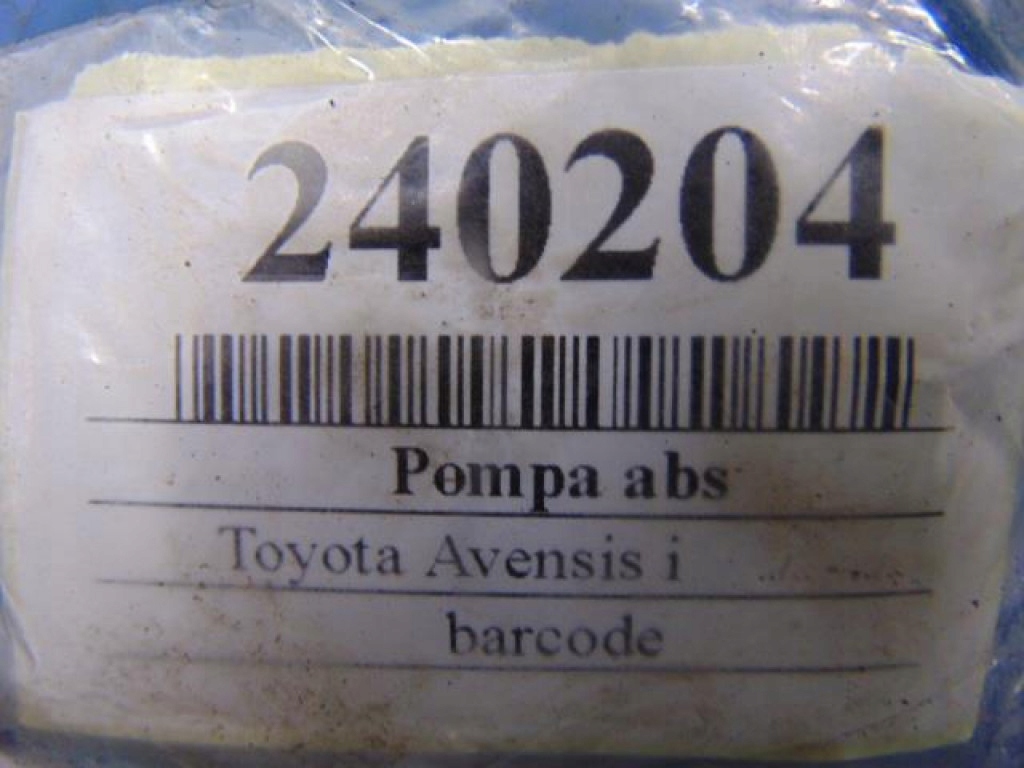 240204
Pompa abs
Toyota Avensis i
barcode